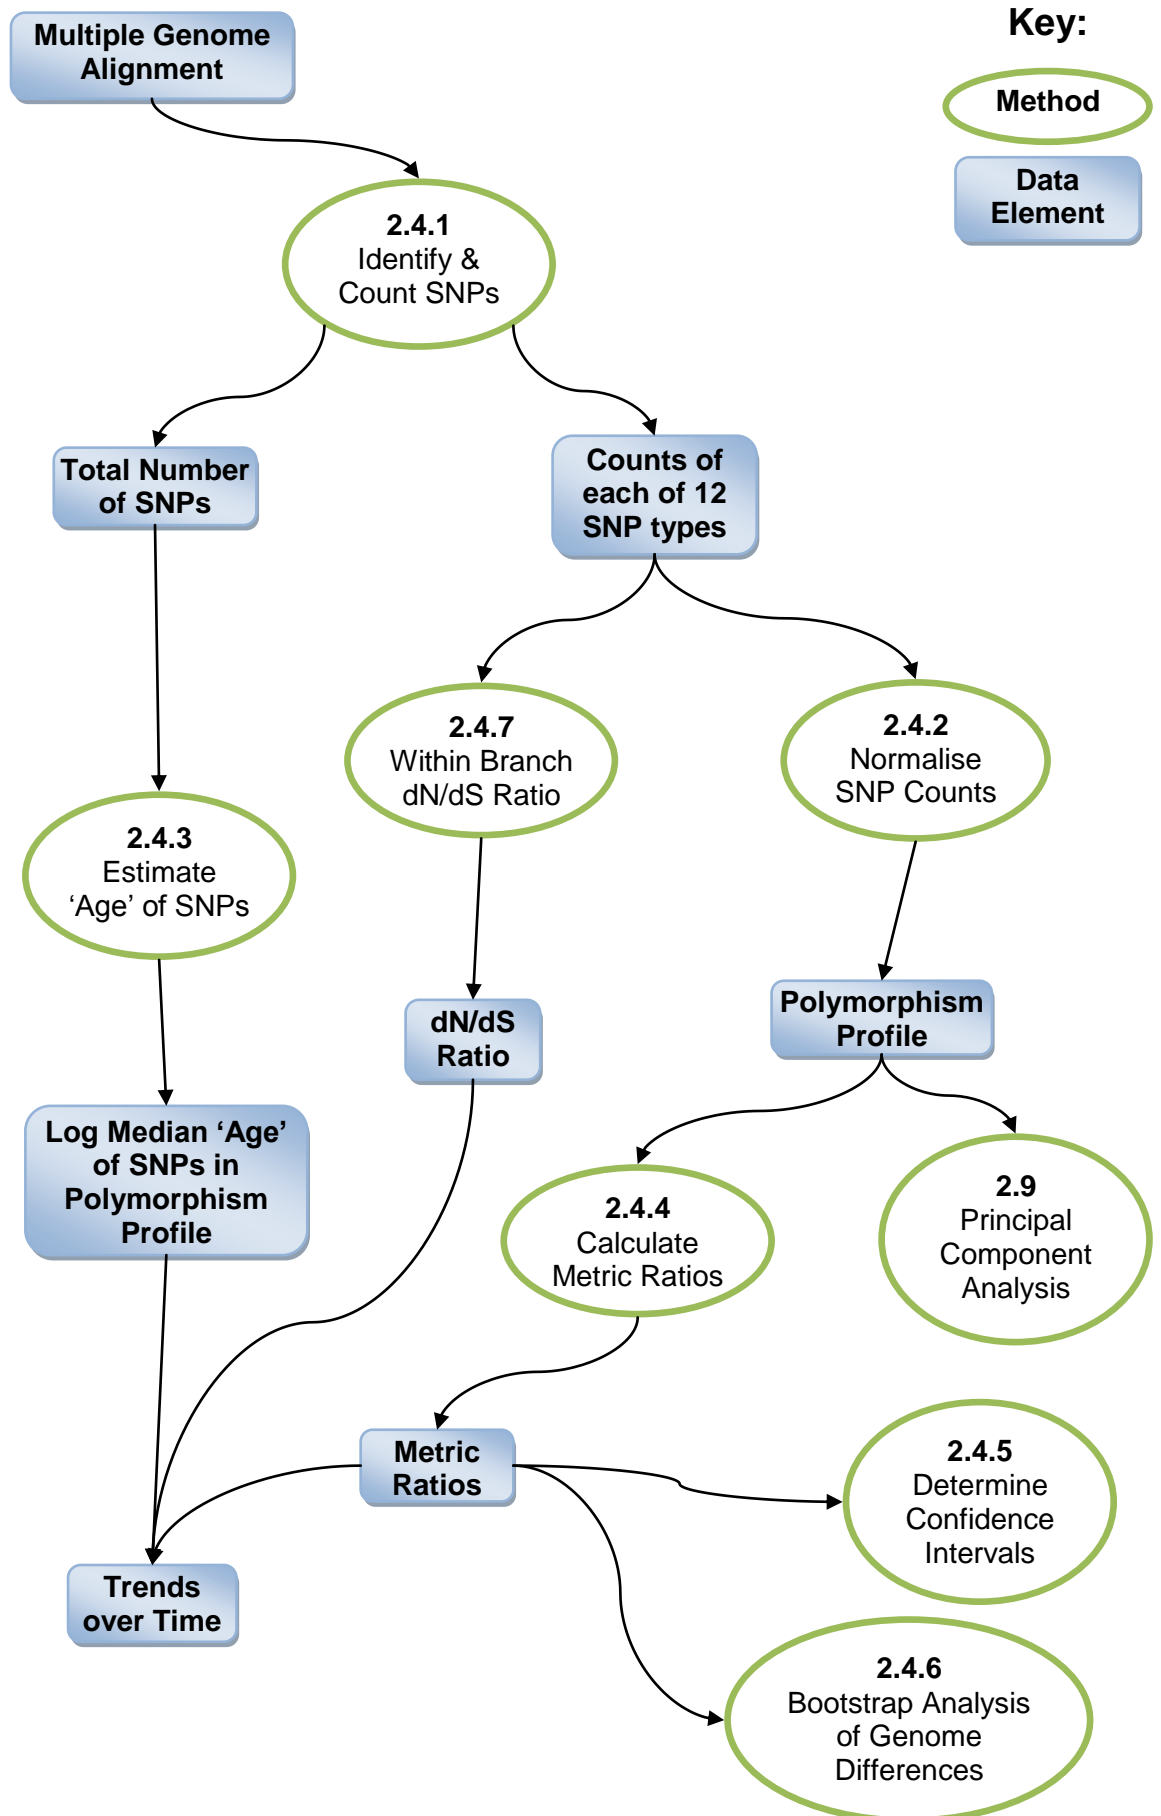 Multiple Genome
Alignment
Key:
Method
Data
Element
2.4.1
Identify &
Count SNPs
Total Number
of SNPs
Counts of
each of 12
SNP types
2.4.7
Within Branch
dN/dS Ratio
2.4.2
Normalise
SNP Counts
2.4.3
Estimate
‘Age’ of SNPs
dN/dS
Ratio
Polymorphism
Profile
Log Median ‘Age’
of SNPs in
Polymorphism
Profile
2.4.4
Calculate
Metric Ratios
2.9
Principal
Component
Analysis
Metric
Ratios
2.4.5
Determine
Confidence
Intervals
Trends
over Time
2.4.6
Bootstrap Analysis
of Genome
Differences